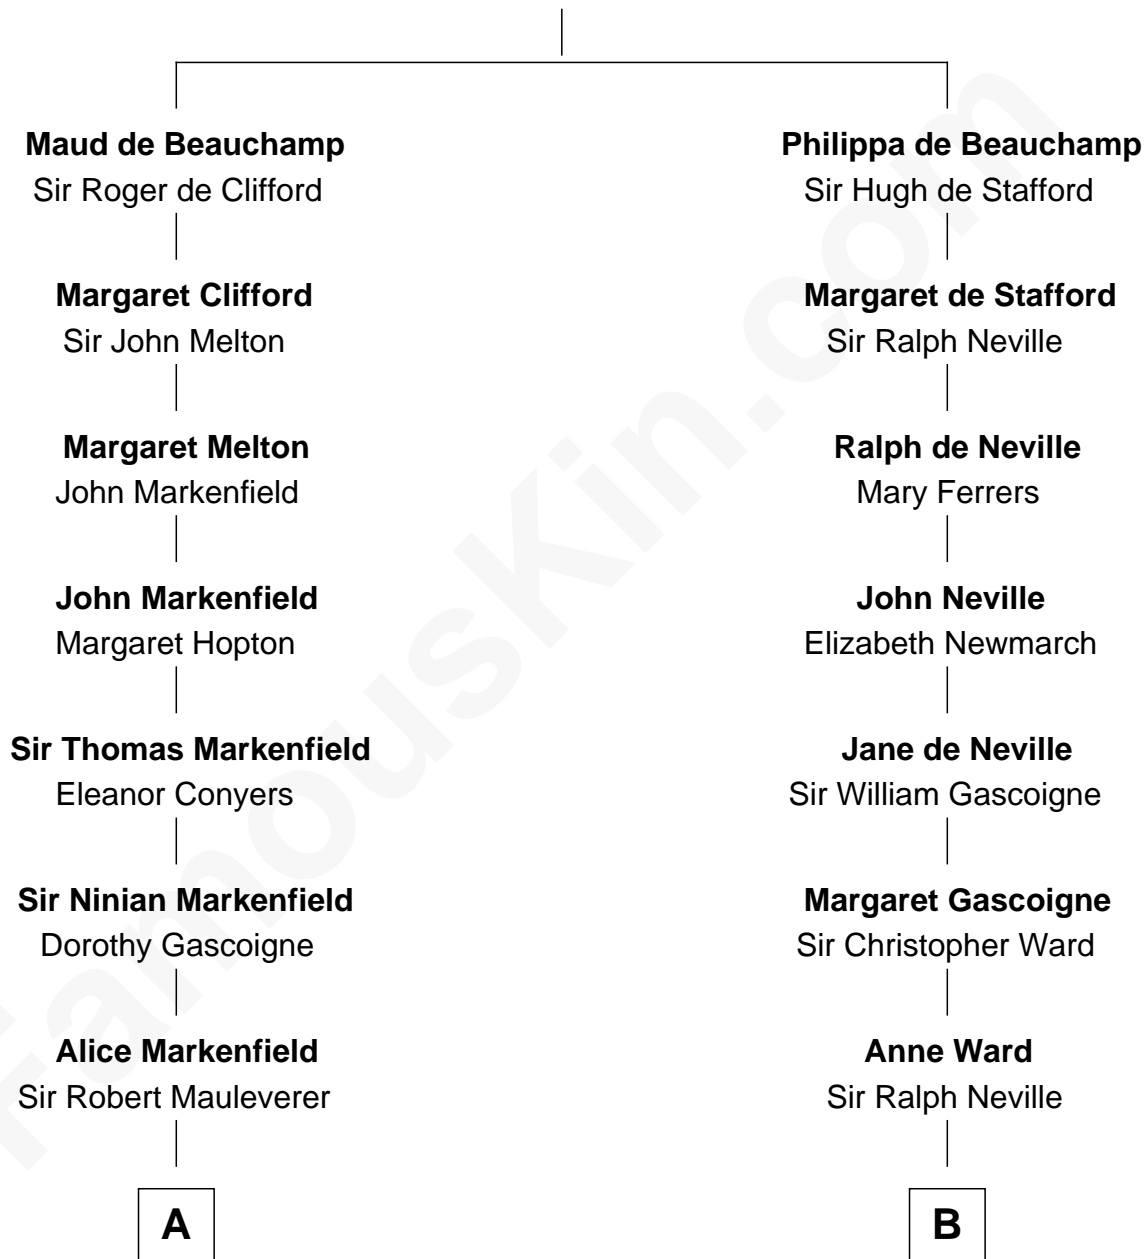 Maud de Beauchamp
Sir Roger de Clifford
Philippa de Beauchamp
Sir Hugh de Stafford
Margaret Clifford
Sir John Melton
Margaret de Stafford
Sir Ralph Neville
Margaret Melton
John Markenfield
Ralph de Neville
Mary Ferrers
John Markenfield
Margaret Hopton
John Neville
Elizabeth Newmarch
Sir Thomas Markenfield
Eleanor Conyers
Jane de Neville
Sir William Gascoigne
Sir Ninian Markenfield
Dorothy Gascoigne
Margaret Gascoigne
Sir Christopher Ward
Alice Markenfield
Sir Robert Mauleverer
Anne Ward
Sir Ralph Neville
A
B
FamousKin.com